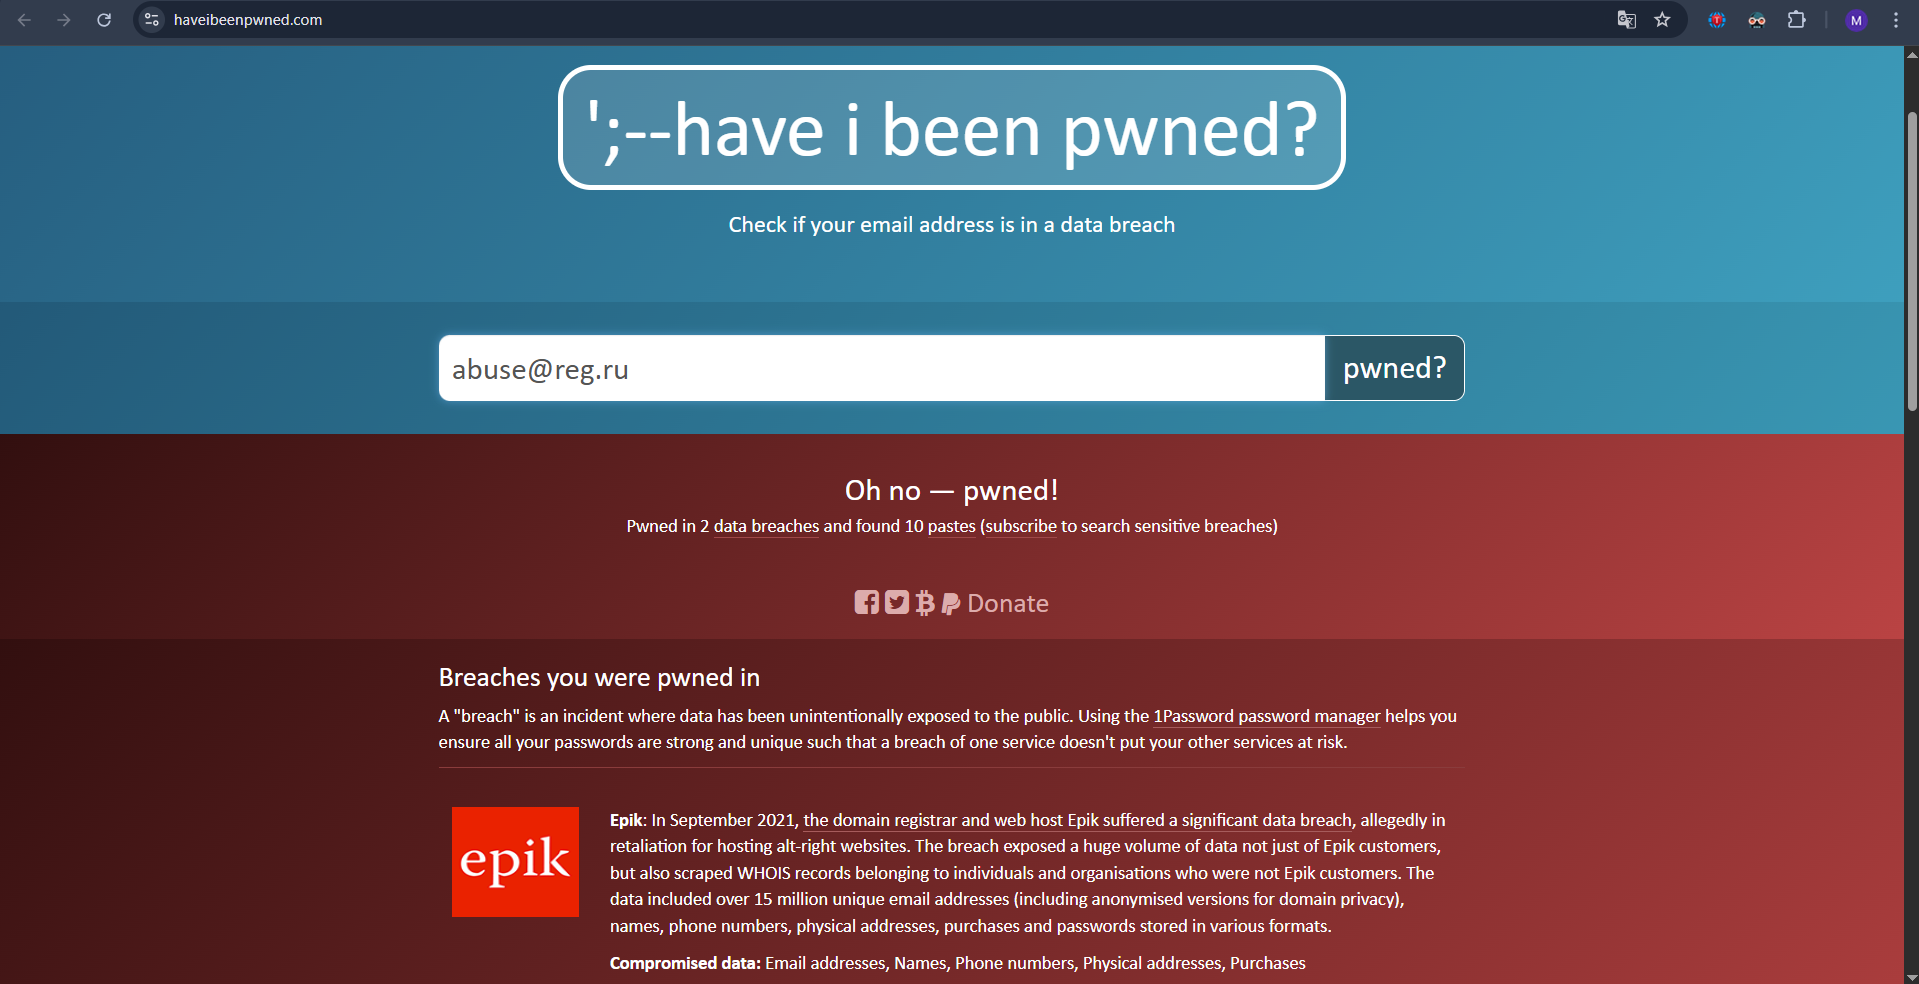 haveibeenpwned.com
M
';--have i been pwned?
Check if your email address is in a data breach
abuse@reg.ru
pwned?
Oh no — pwned!
Pwned in 2 data breaches and found 10 pastes (subscribe to search sensitive breaches)
Donate
Breaches you were pwned in
A "breach" is an incident where data has been unintentionally exposed to the public. Using the 1Password password manager helps you
ensure all your passwords are strong and unique such that a breach of one service doesn't put your other services at risk.
epik
Epik: In September 2021, the domain registrar and web host Epik suffered a significant data breach, allegedly in
retaliation for hosting alt-right websites. The breach exposed a huge volume of data not just of Epik customers,
but also scraped WHOIS records belonging to individuals and organisations who were not Epik customers. The
data included over 15 million unique email addresses (including anonymised versions for domain privacy),
names, phone numbers, physical addresses, purchases and passwords stored in various formats.
Compromised data: Email addresses, Names, Phone numbers, Physical addresses, Purchases